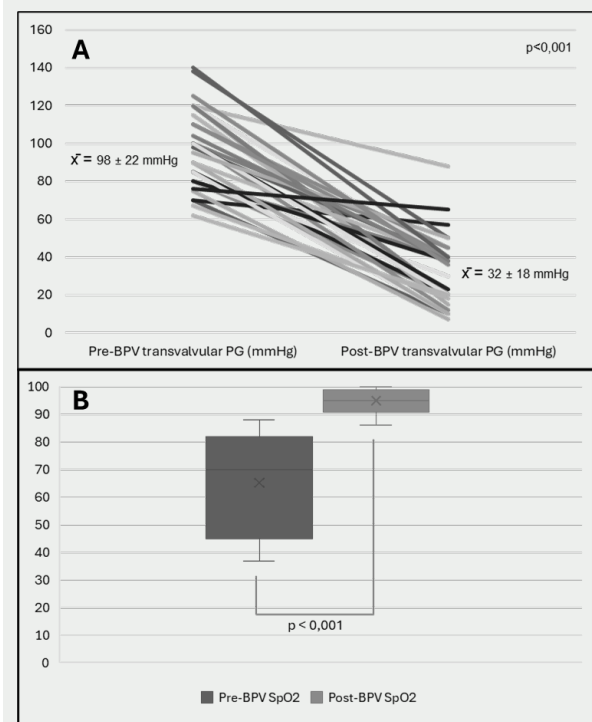 160
A
p<0,001
140
120
100
x̄ = 98 ± 22 mmHg
80
60
40
x̄ = 32 ± 18 mmHg
20
0
Pre-BPV transvalvular PG (mmHg) Post-BPV transvalvular PG (mmHg)
100
B
90
80
70
60
50
40
30
20
10
p < 0,001
0
Pre-BPV SpO2 Post-BPV SpO2